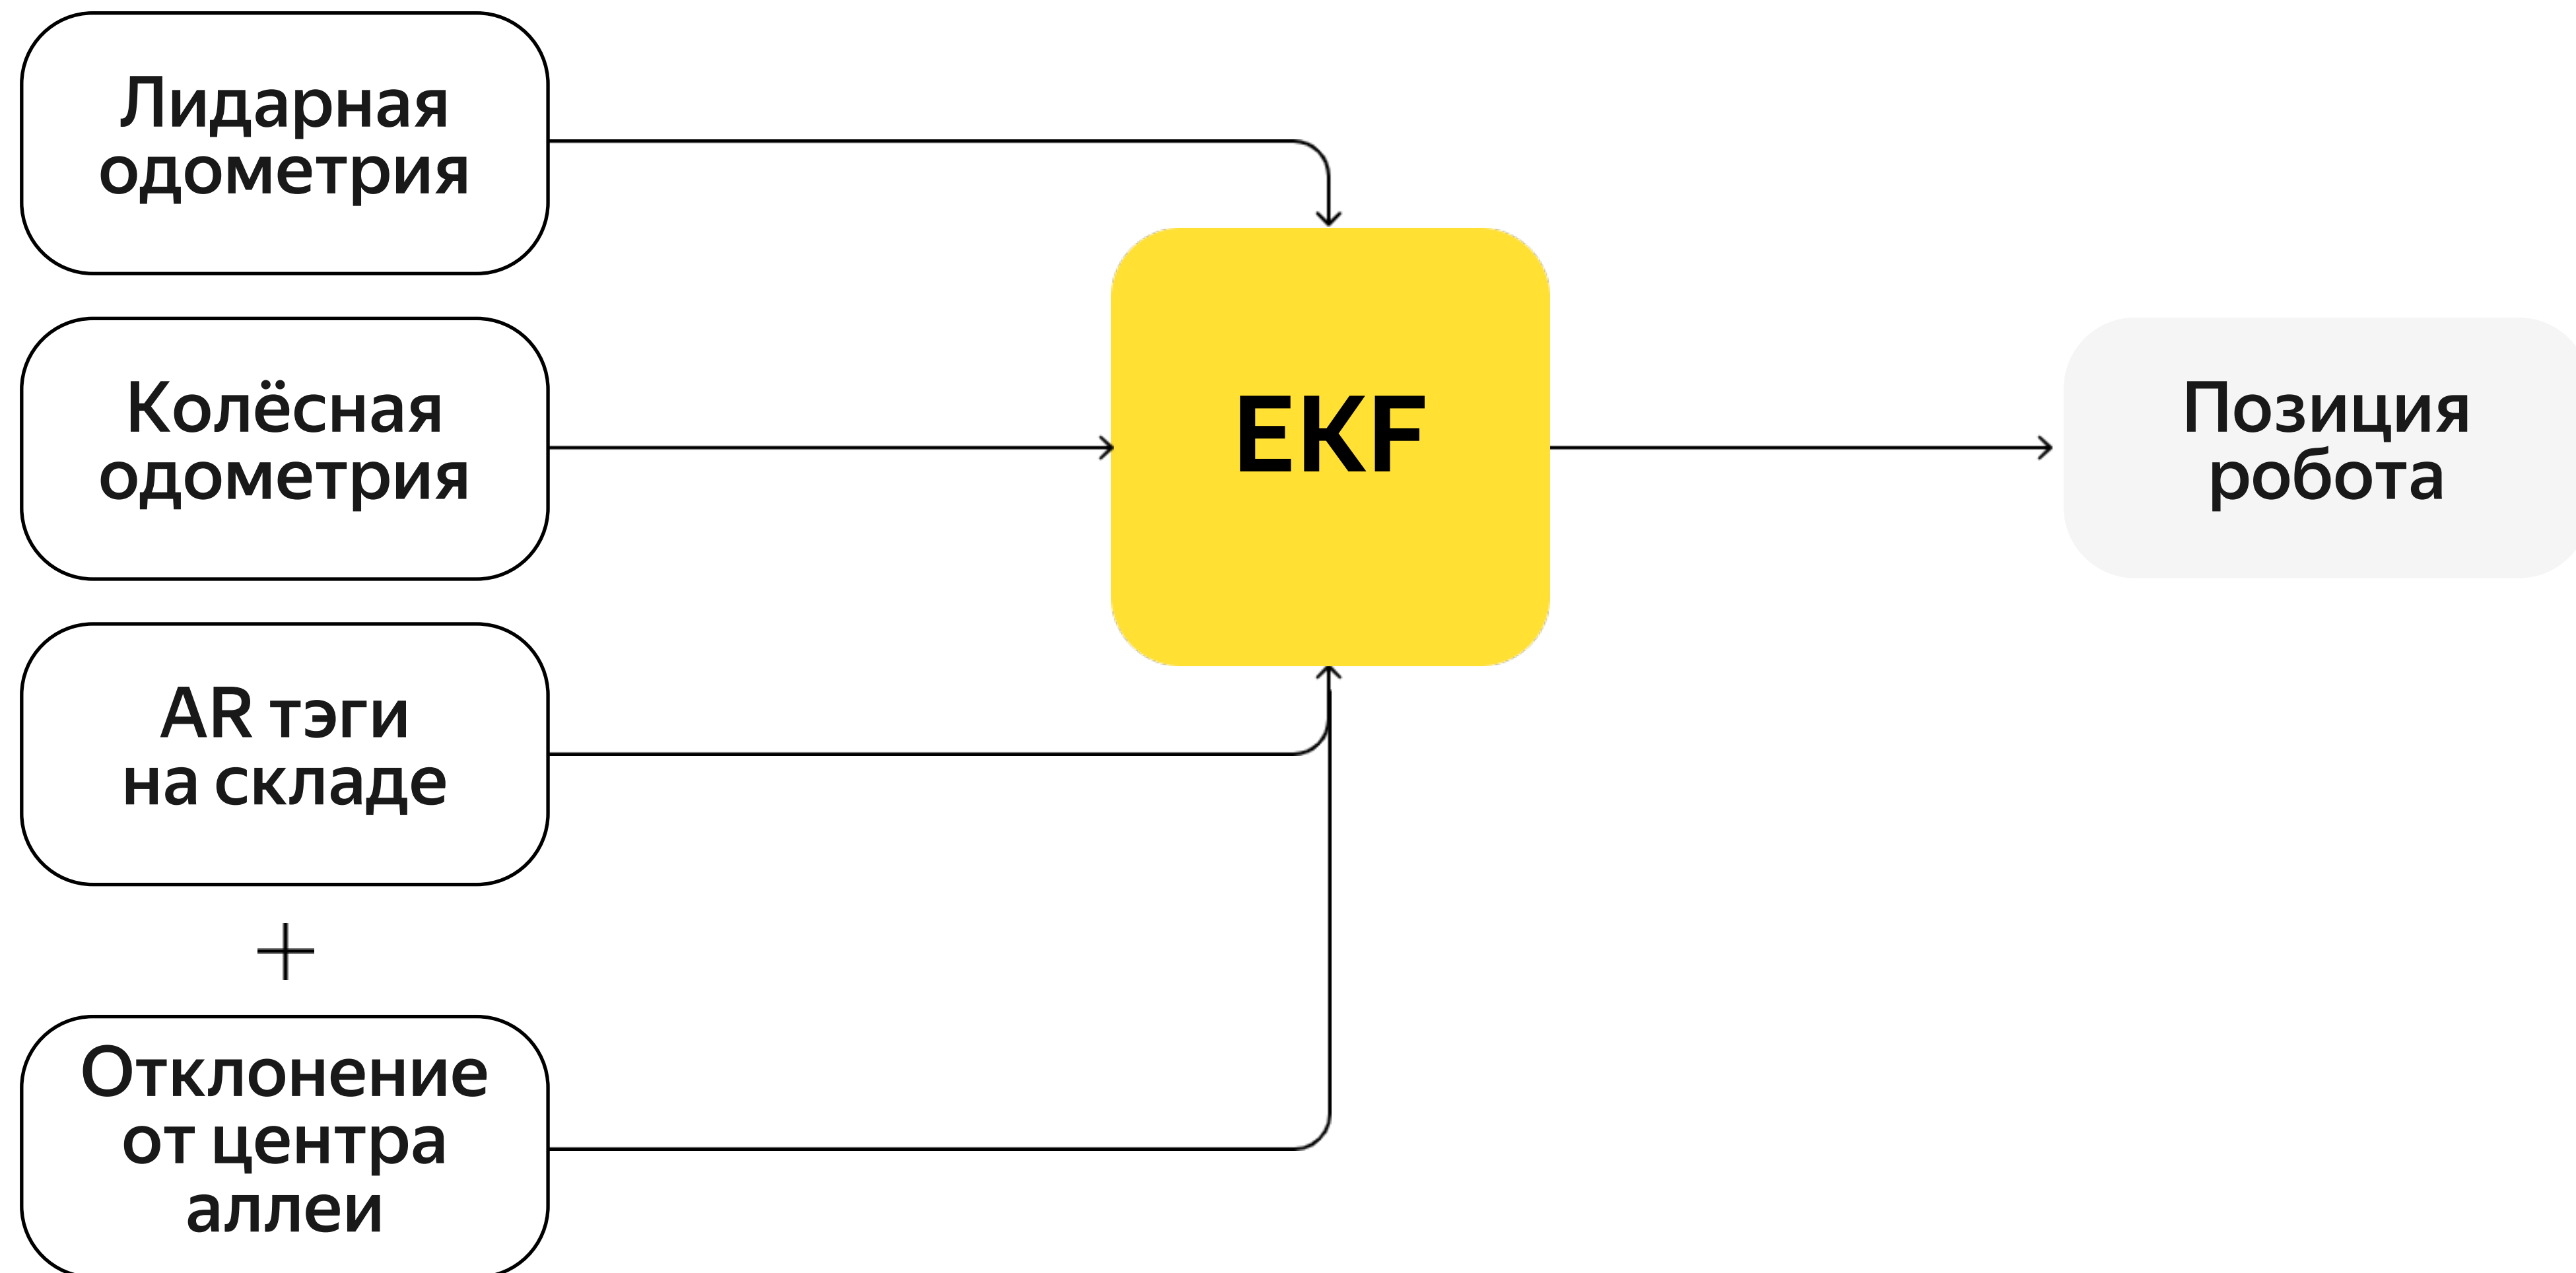 Лидарная
одометрия
Колёсная
одометрия
AR тэги
на складе
+
Отклонение
от центра
аллеи
EKF
Позиция
робота